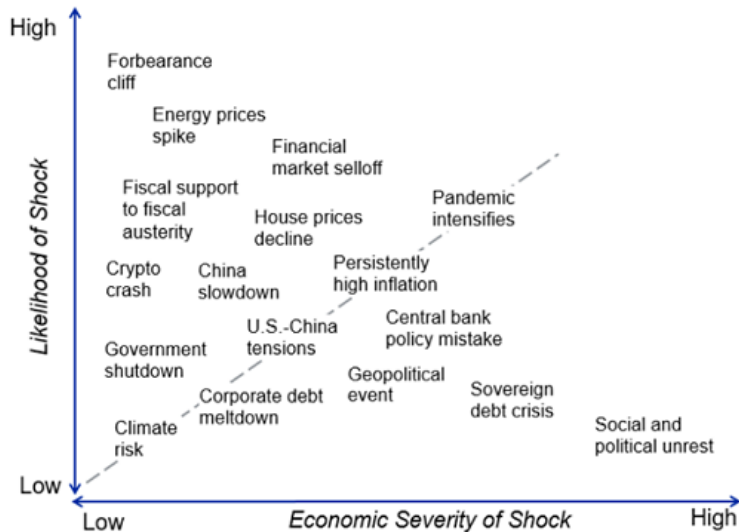 High
Forbearance
cliff
Energy prices
spike
Financial
market selloff
Fiscal support
to fiscal
austerity
Pandemic
intensifies
House prices
decline
Likelihood of Shock
Crypto
crash
China
slowdown
Persistently
high inflation
U.S.-China
tensions
Central bank
policy mistake
Government
shutdown
Geopolitical
event
Corporate debt
meltdown
Sovereign
debt crisis
Climate
risk
Social and
political unrest
Low
Low
Economic Severity of Shock
High